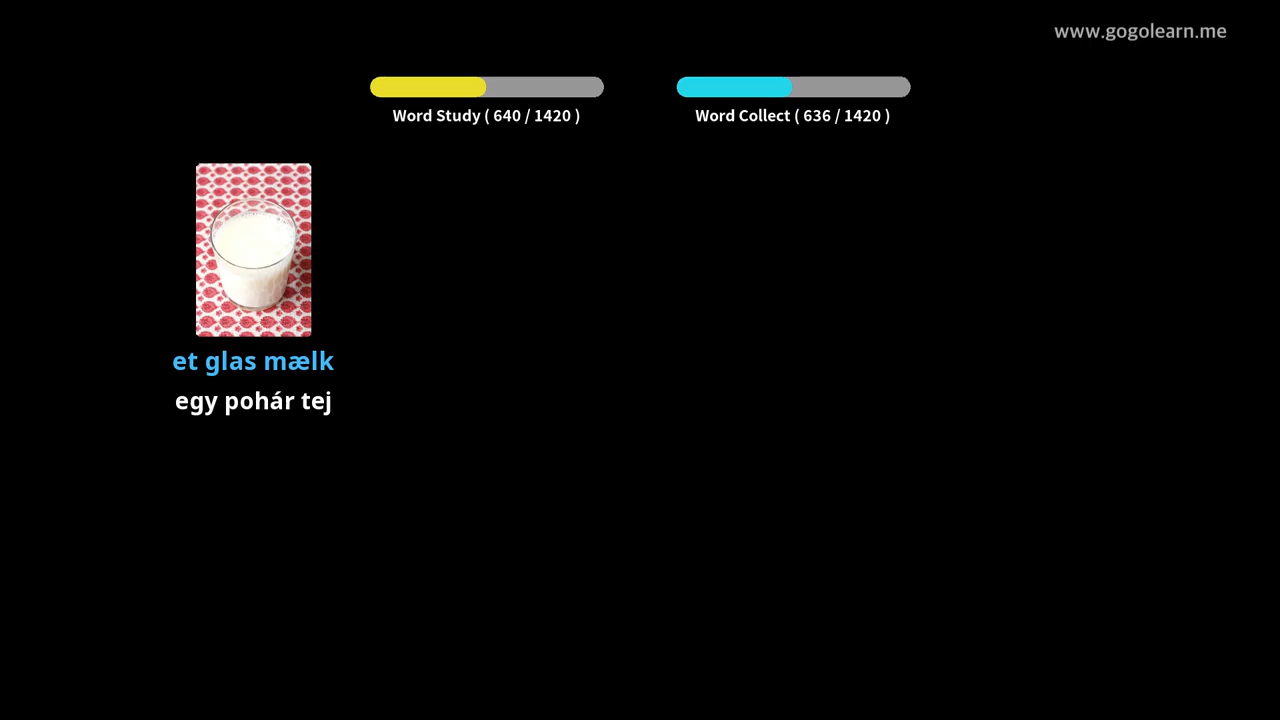 www.gogolearn.me
Word Study ( 640 / 1420 )
Word Collect ( 636 / 1420 )
et glas mælk
egy pohár tej